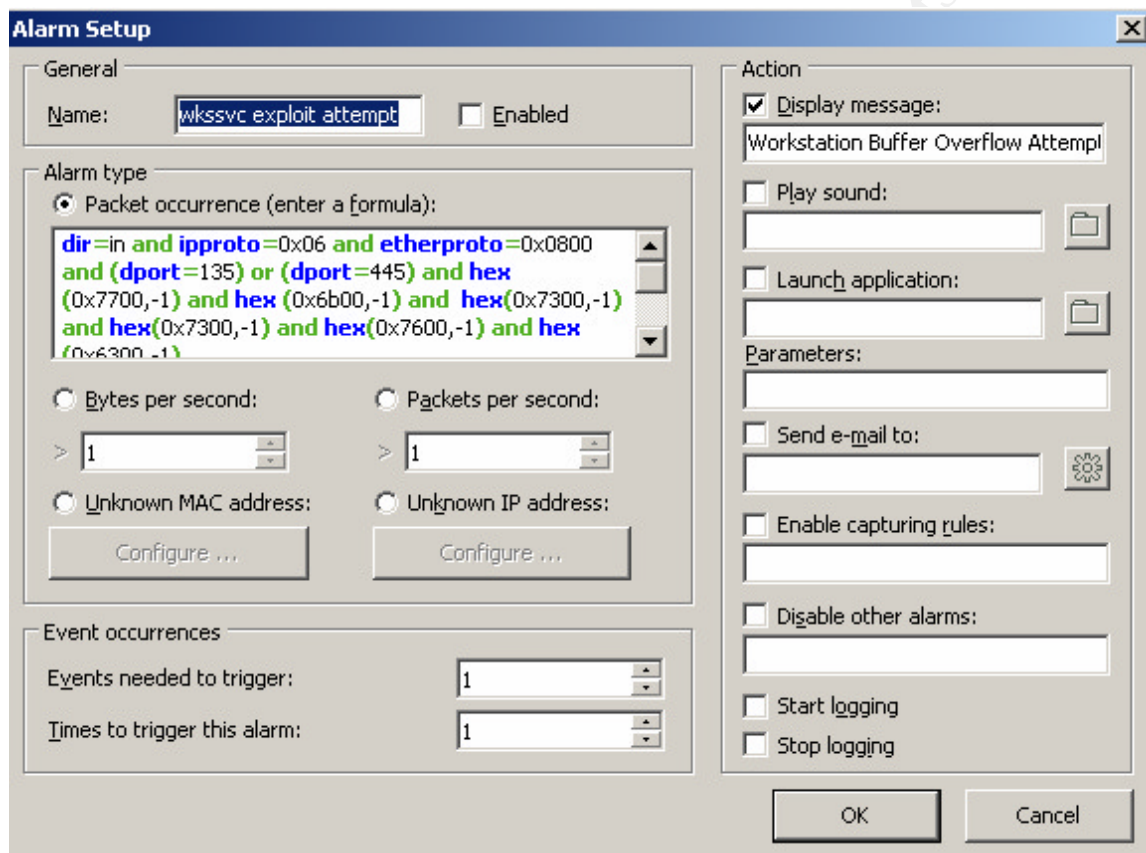 Alarm Setup
General
Name:
wkssvc exploit attempt
Enabled
Alarm type
Packet occurrence (enter a formula):
dir=in and ipproto=0x06 and etherproto=0x0800
and (dport=135) or (dport=445) and hex
(0x7700,-1) and hex (0x6b00,-1) and hex(0x7300,-1)
and hex(0x7300,-1) and hex(0x7600,-1) and hex
(0x6300,-1)
Bytes per second:
Packets per second:
> 1
> 1
Unknown MAC address:
Unknown IP address:
Configure ...
Configure ...
Event occurrences
Events needed to trigger:
1
Times to trigger this alarm:
1
Action
Display message:
Workstation Buffer Overflow Attempt
Play sound:
Launch application:
Parameters:
Send e-mail to:
Enable capturing rules:
Disable other alarms:
Start logging
Stop logging
OK
Cancel